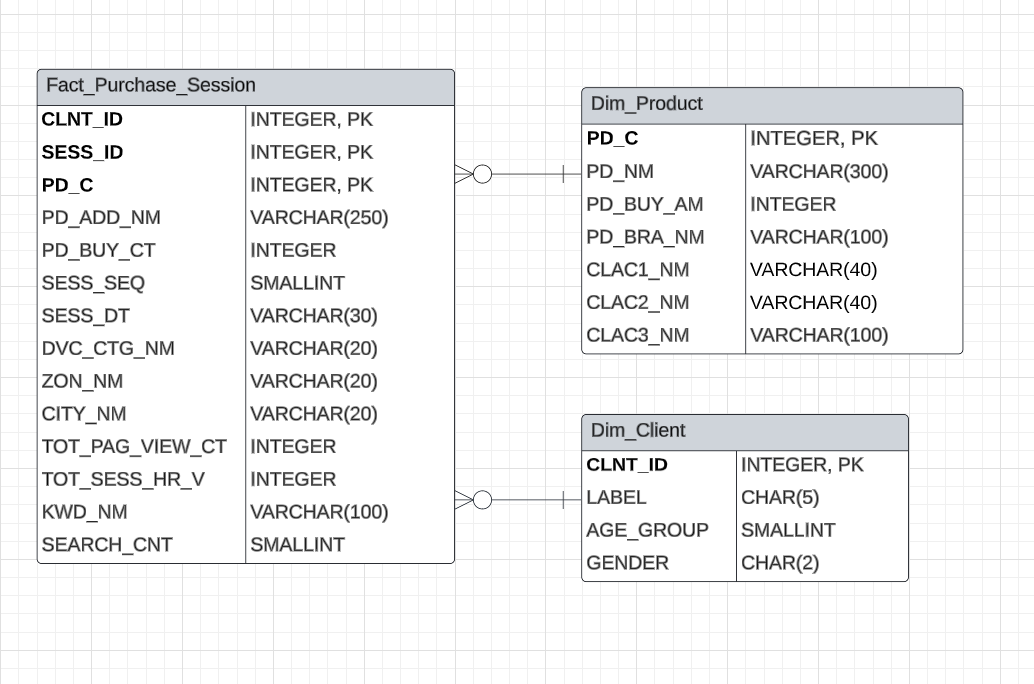 Fact_Purchase_Session
CLNT_ID INTEGER, PK
SESS_ID INTEGER, PK
PD_C INTEGER, PK
PD_ADD_NM VARCHAR(250)
PD_BUY_CT INTEGER
SESS_SEQ SMALLINT
SESS_DT VARCHAR(30)
DVC_CTG_NM VARCHAR(20)
ZON_NM VARCHAR(20)
CITY_NM VARCHAR(20)
TOT_PAG_VIEW_CT INTEGER
TOT_SESS_HR_V INTEGER
KWD_NM VARCHAR(100)
SEARCH_CNT SMALLINT
Dim_Product
PD_C INTEGER, PK
PD_NM VARCHAR(300)
PD_BUY_AM INTEGER
PD_BRA_NM VARCHAR(100)
CLAC1_NM VARCHAR(40)
CLAC2_NM VARCHAR(40)
CLAC3_NM VARCHAR(100)
Dim_Client
CLNT_ID INTEGER, PK
LABEL CHAR(5)
AGE_GROUP SMALLINT
GENDER CHAR(2)